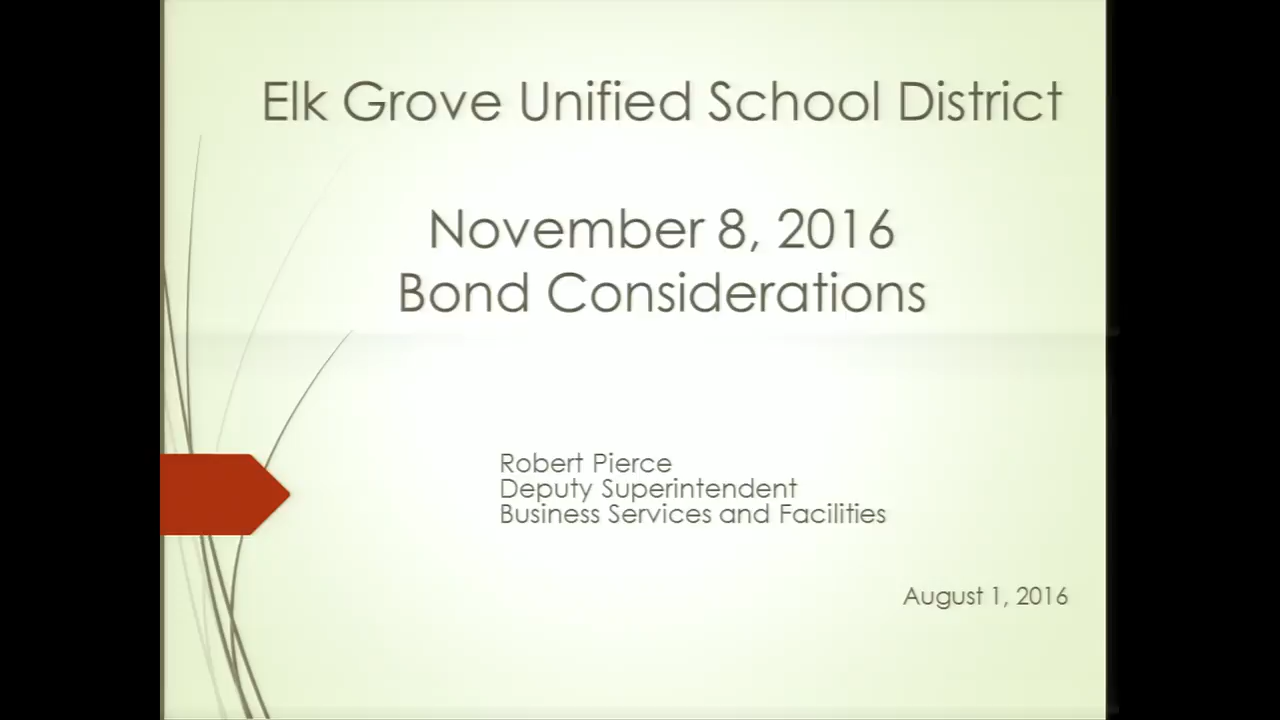 Elk Grove Unified School District
November 8, 2016
Bond Considerations
Robert Pierce
Deputy Superintendent
Business Services and Facilities
August 1, 2016